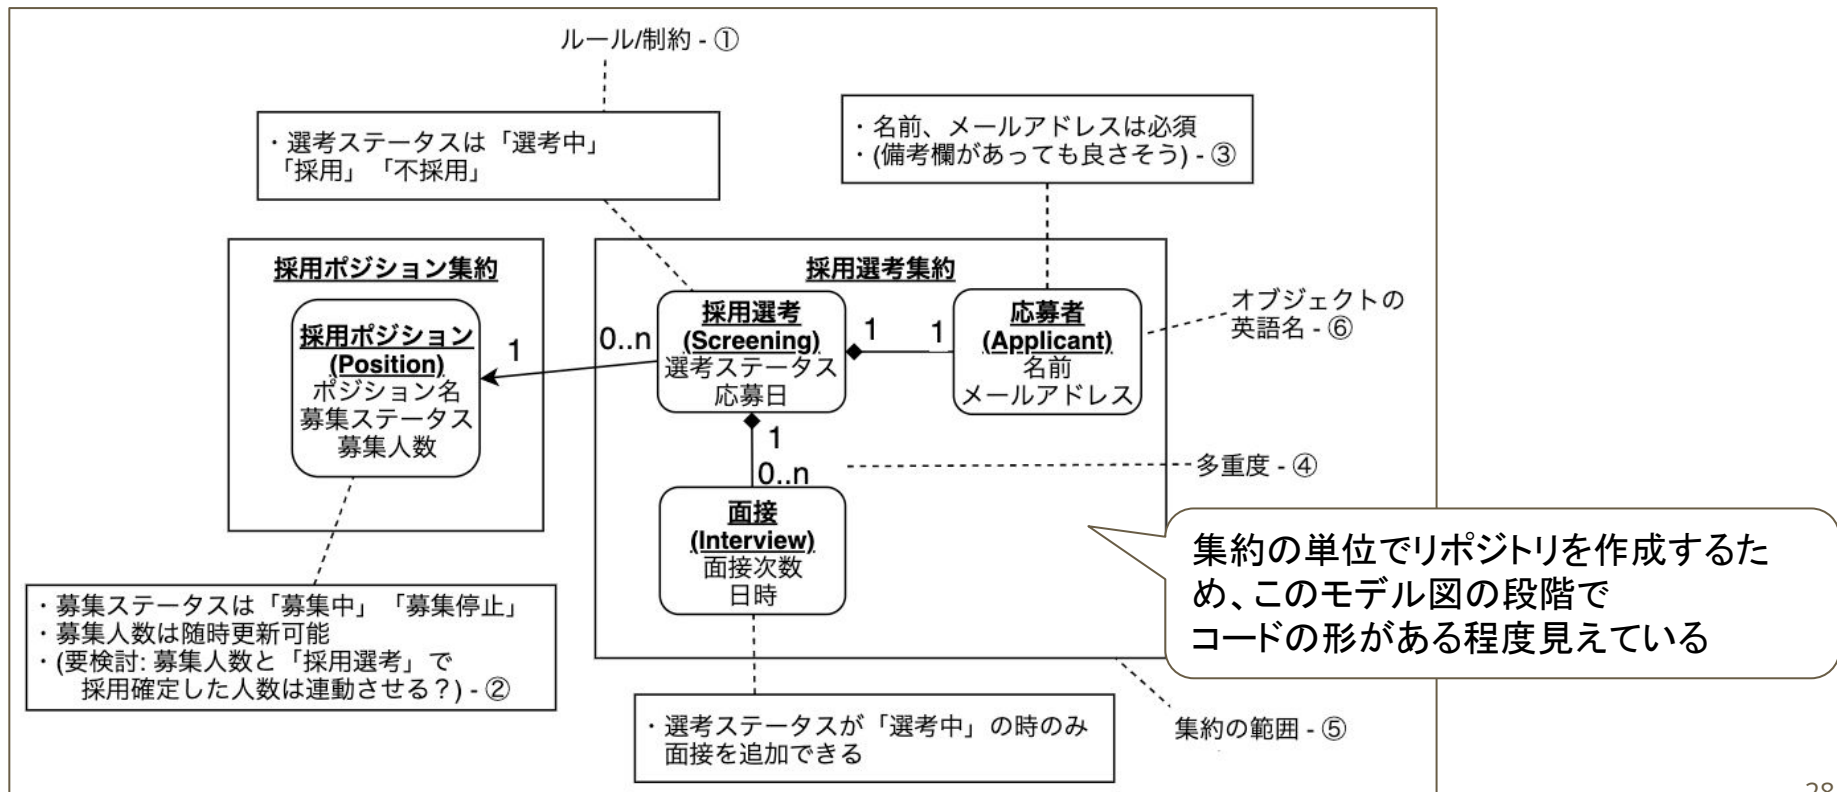 ルール/制約 - ①
・選考ステータスは「選考中」
「採用」「不採用」
・名前、メールアドレスは必須
・(備考欄があっても良さそう) - ③
採用ポジション集約
採用ポジション
(Position)
ポジション名
募集ステータス
募集人数
1
0..n
採用選考集約
採用選考
(Screening)
選考ステータス
応募日
1
1
応募者
(Applicant)
名前
メールアドレス
オブジェクトの
英語名 - ⑥
1
0..n
多重度 - ④
面接
(Interview)
面接次数
日時
集約の単位でリポジトリを作成するた
め、このモデル図の段階で
コードの形がある程度見えている
・募集ステータスは「募集中」「募集停止」
・募集人数は随時更新可能
・(要検討: 募集人数と「採用選考」で
採用確定した人数は連動させる?) - ②
・選考ステータスが「選考中」の時のみ
面接を追加できる
集約の範囲 - ⑤
28